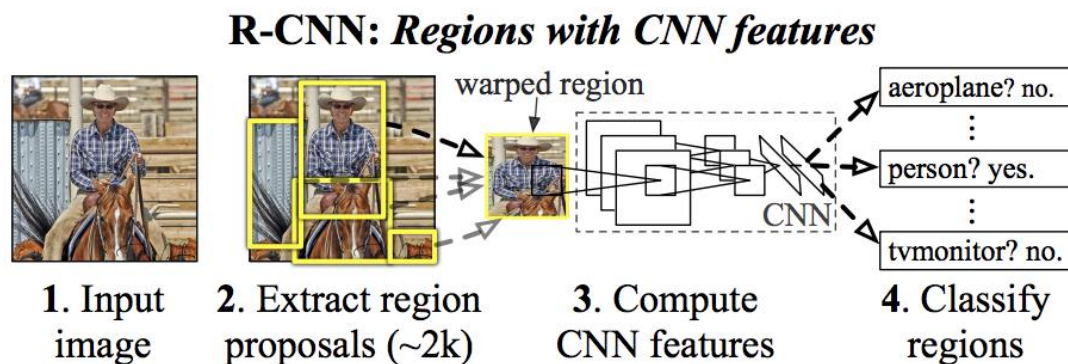 R-CNN: Regions with CNN features
warped region
aeroplane? no.
⋮
person? yes.
⋮
tvmonitor? no.
CNN
1. Input
image
2. Extract region
proposals (~2k)
3. Compute
CNN features
4. Classify
regions